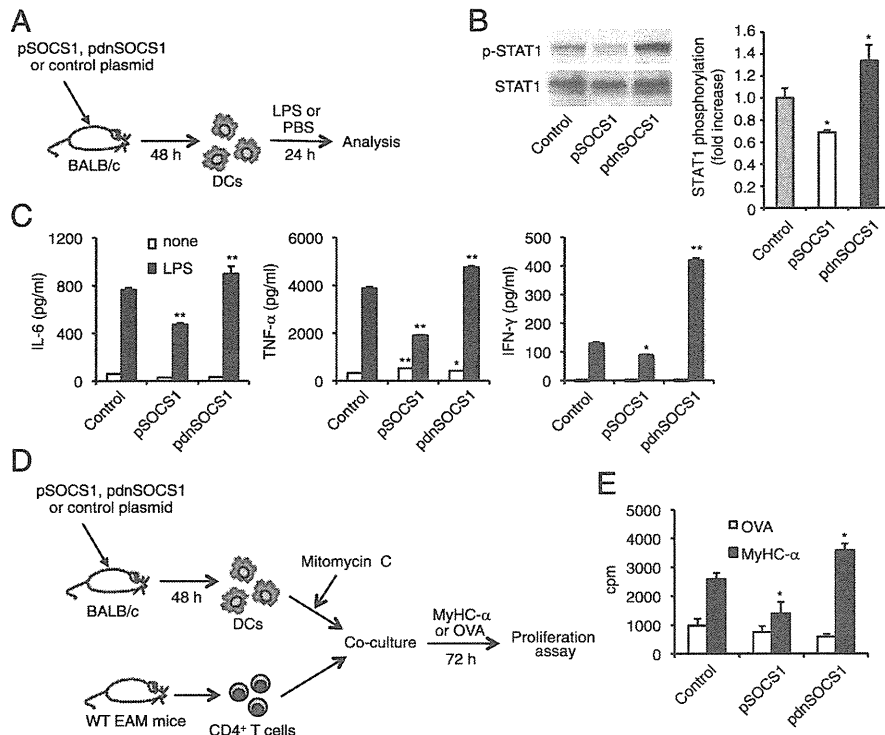 A
pSOCS1, pdnSOCS1
or control plasmid
BALB/c
48 h
DCs
LPS or
PBS
24 h
Analysis
B
p-STAT1
STAT1
Control
pSOCS1
pdnSOCS1
STAT1 phosphorylation
(fold increase)
1.6
1.4
1.2
1.0
0.8
0.6
0.4
0.2
0
*
*
Control
pSOCS1
pdnSOCS1
C
IL-6 (pg/ml)
1200
800
400
0
none
LPS
**
**
Control
pSOCS1
pdnSOCS1
TNF-α (pg/ml)
6000
4000
2000
0
**
**
*
**
Control
pSOCS1
pdnSOCS1
IFN-γ (pg/ml)
500
400
300
200
100
0
*
**
Control
pSOCS1
pdnSOCS1
D
pSOCS1, pdnSOCS1
or control plasmid
BALB/c
48 h
DCs
Mitomycin C
WT EAM mice
CD4+ T cells
Co-culture
MyHC-α
or OVA
72 h
Proliferation
assay
E
cpm
5000
4000
3000
2000
1000
0
OVA
MyHC-α
*
*
Control
pSOCS1
pdnSOCS1